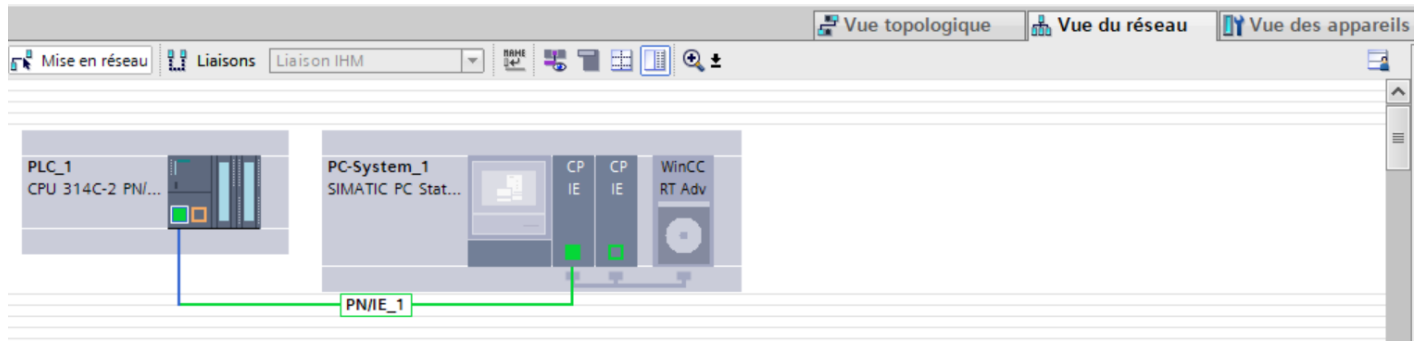 Vue topologique Vue du réseau Vue des appareils
Mise en réseau Liaisons Liaison IHM NAME
PLC_1
CPU 314C-2 PN/...
PC-System_1
SIMATIC PC Stat...
CP CP WinCC
IE IE RT Adv
PN/IE_1